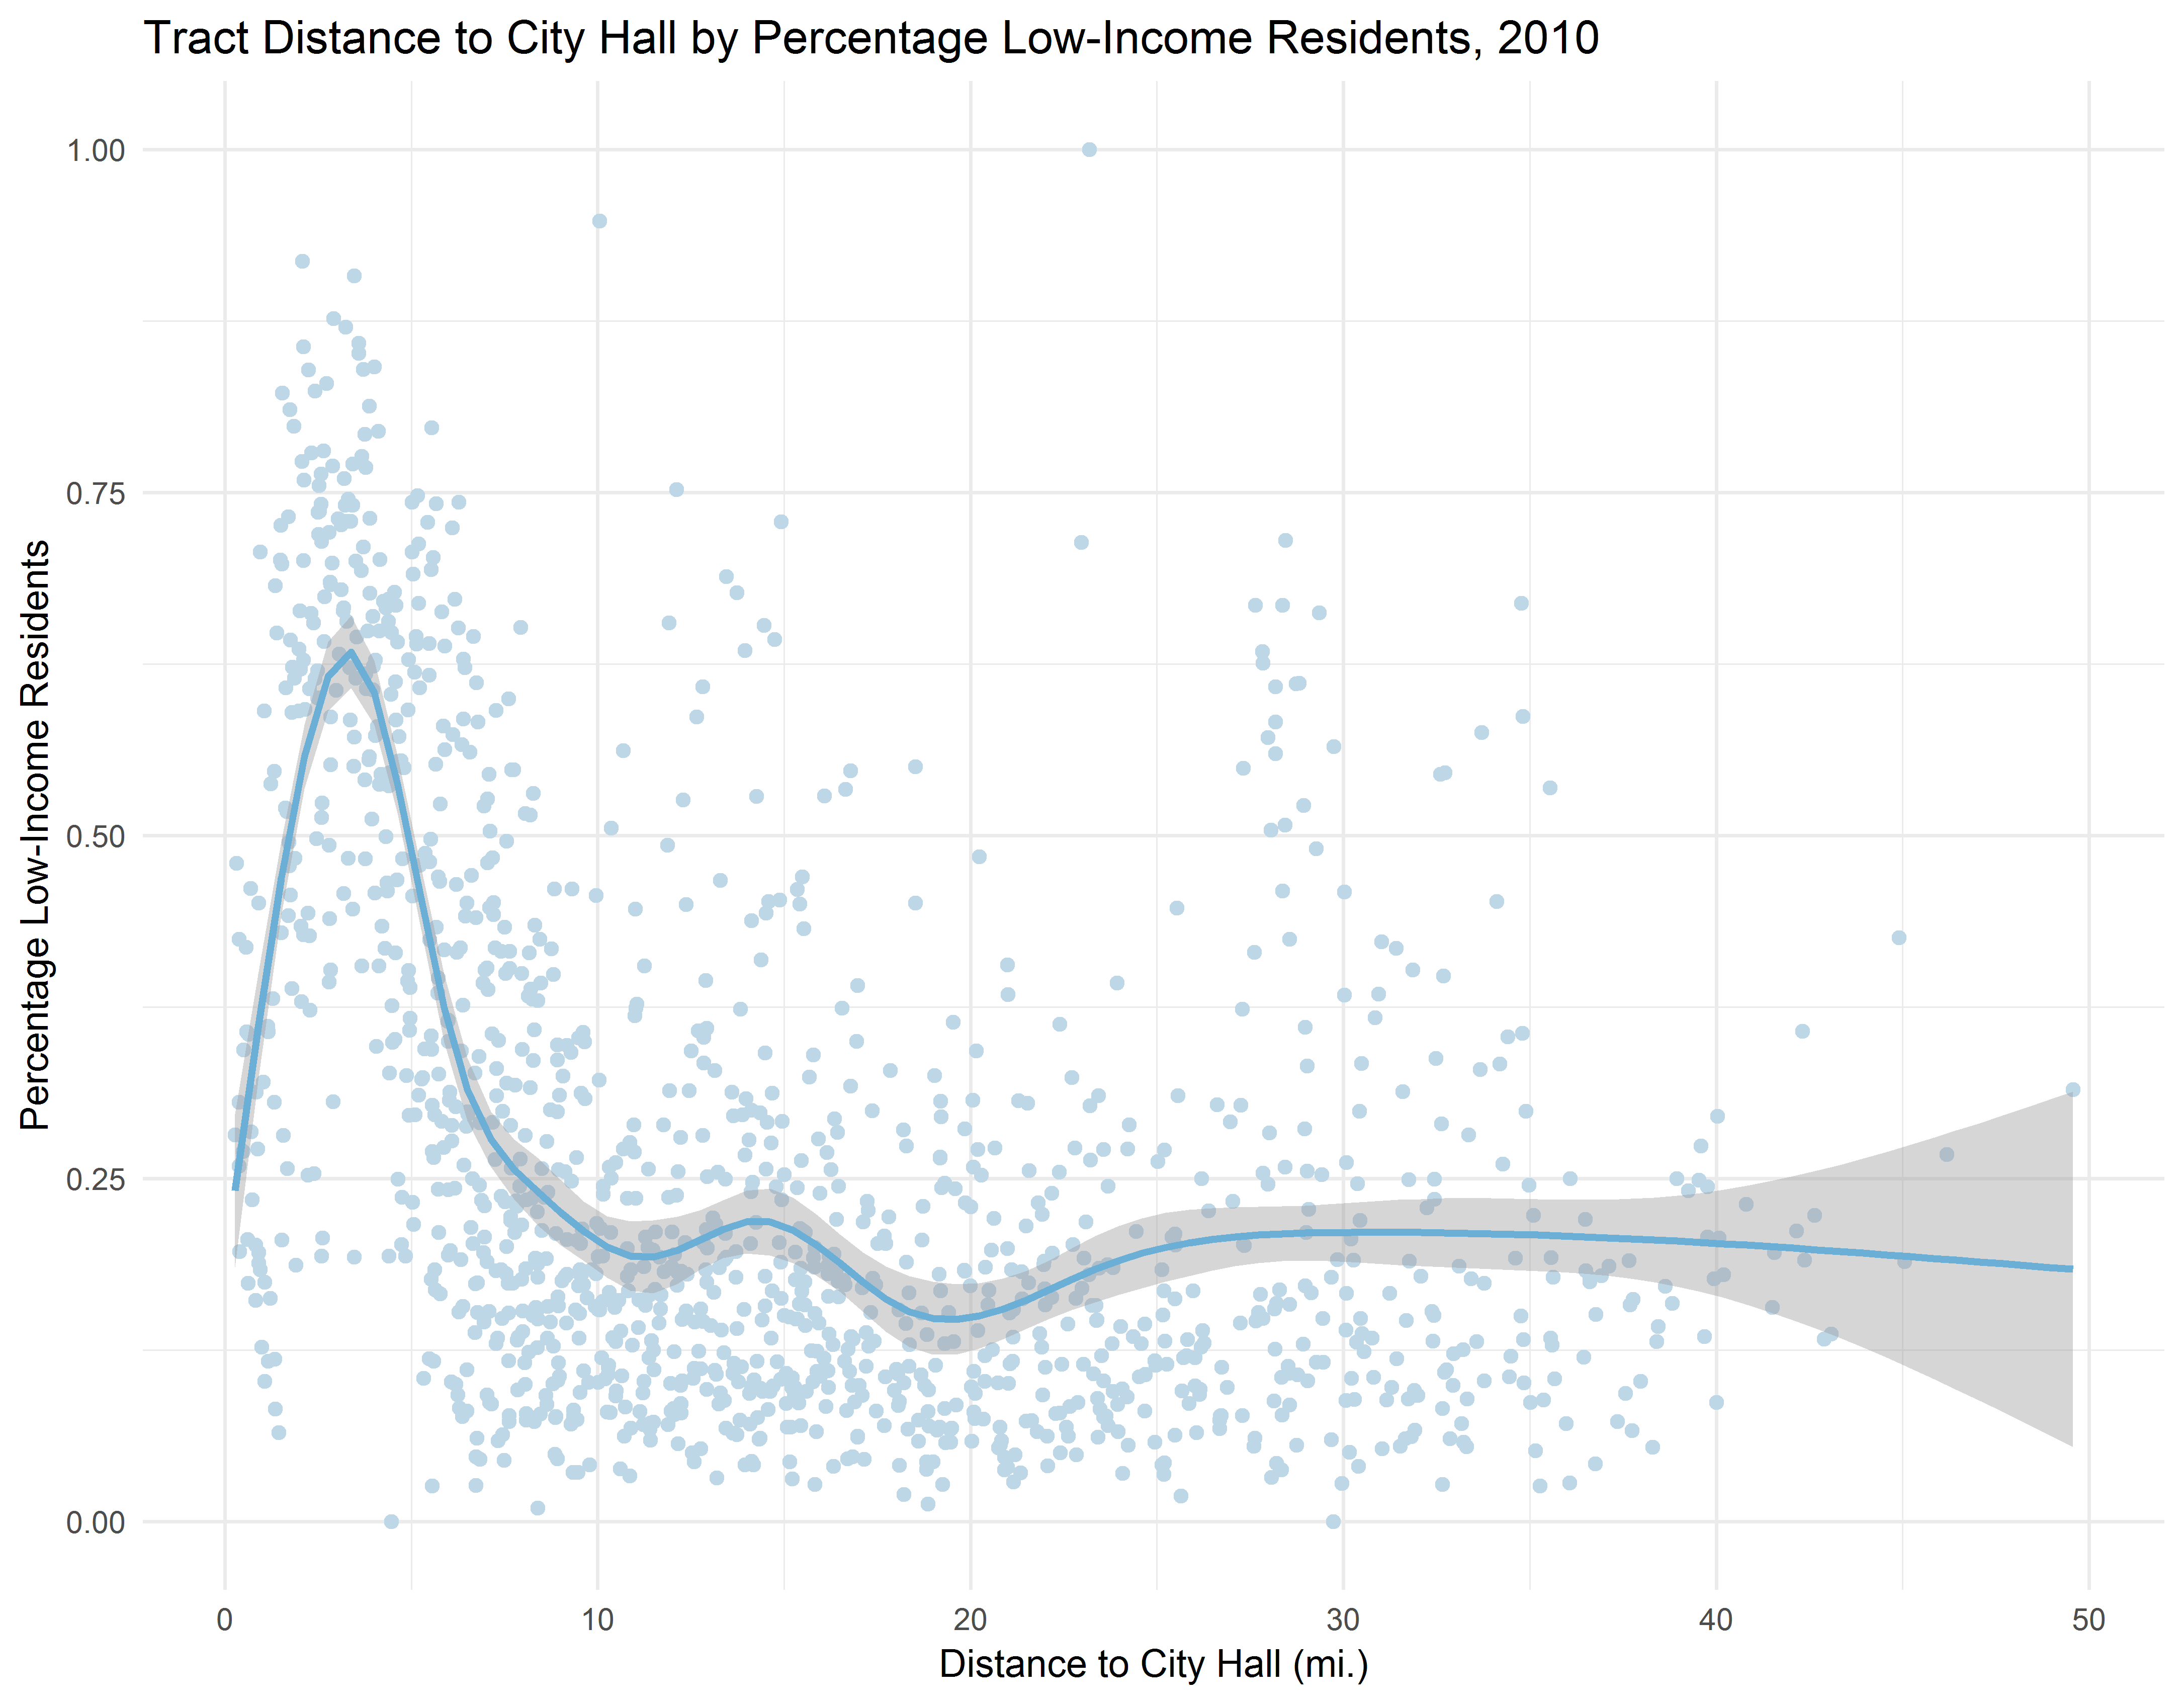 Tract Distance to City Hall by Percentage Low-Income Residents, 2010
Percentage Low-Income Residents
1.00
0.75
0.50
0.25
0.00
0 10 20 30 40 50
Distance to City Hall (mi.)